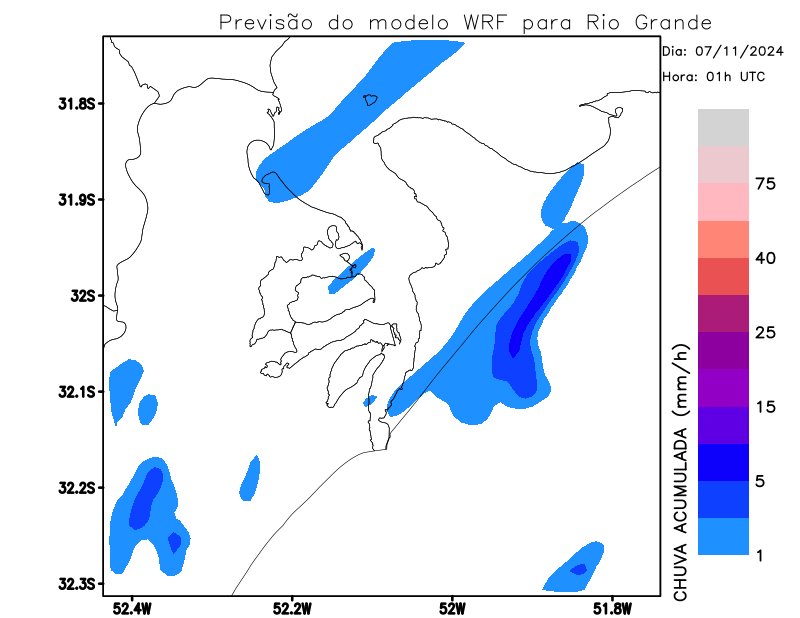 Previsão do modelo WRF para Rio Grande
Dia: 07/11/2024
Hora: 01h UTC
31.8S
31.9S
32S
32.1S
32.2S
32.3S
52.4W
52.2W
52W
51.8W
75
40
25
15
5
1
CHUVA ACUMULADA (mm/h)